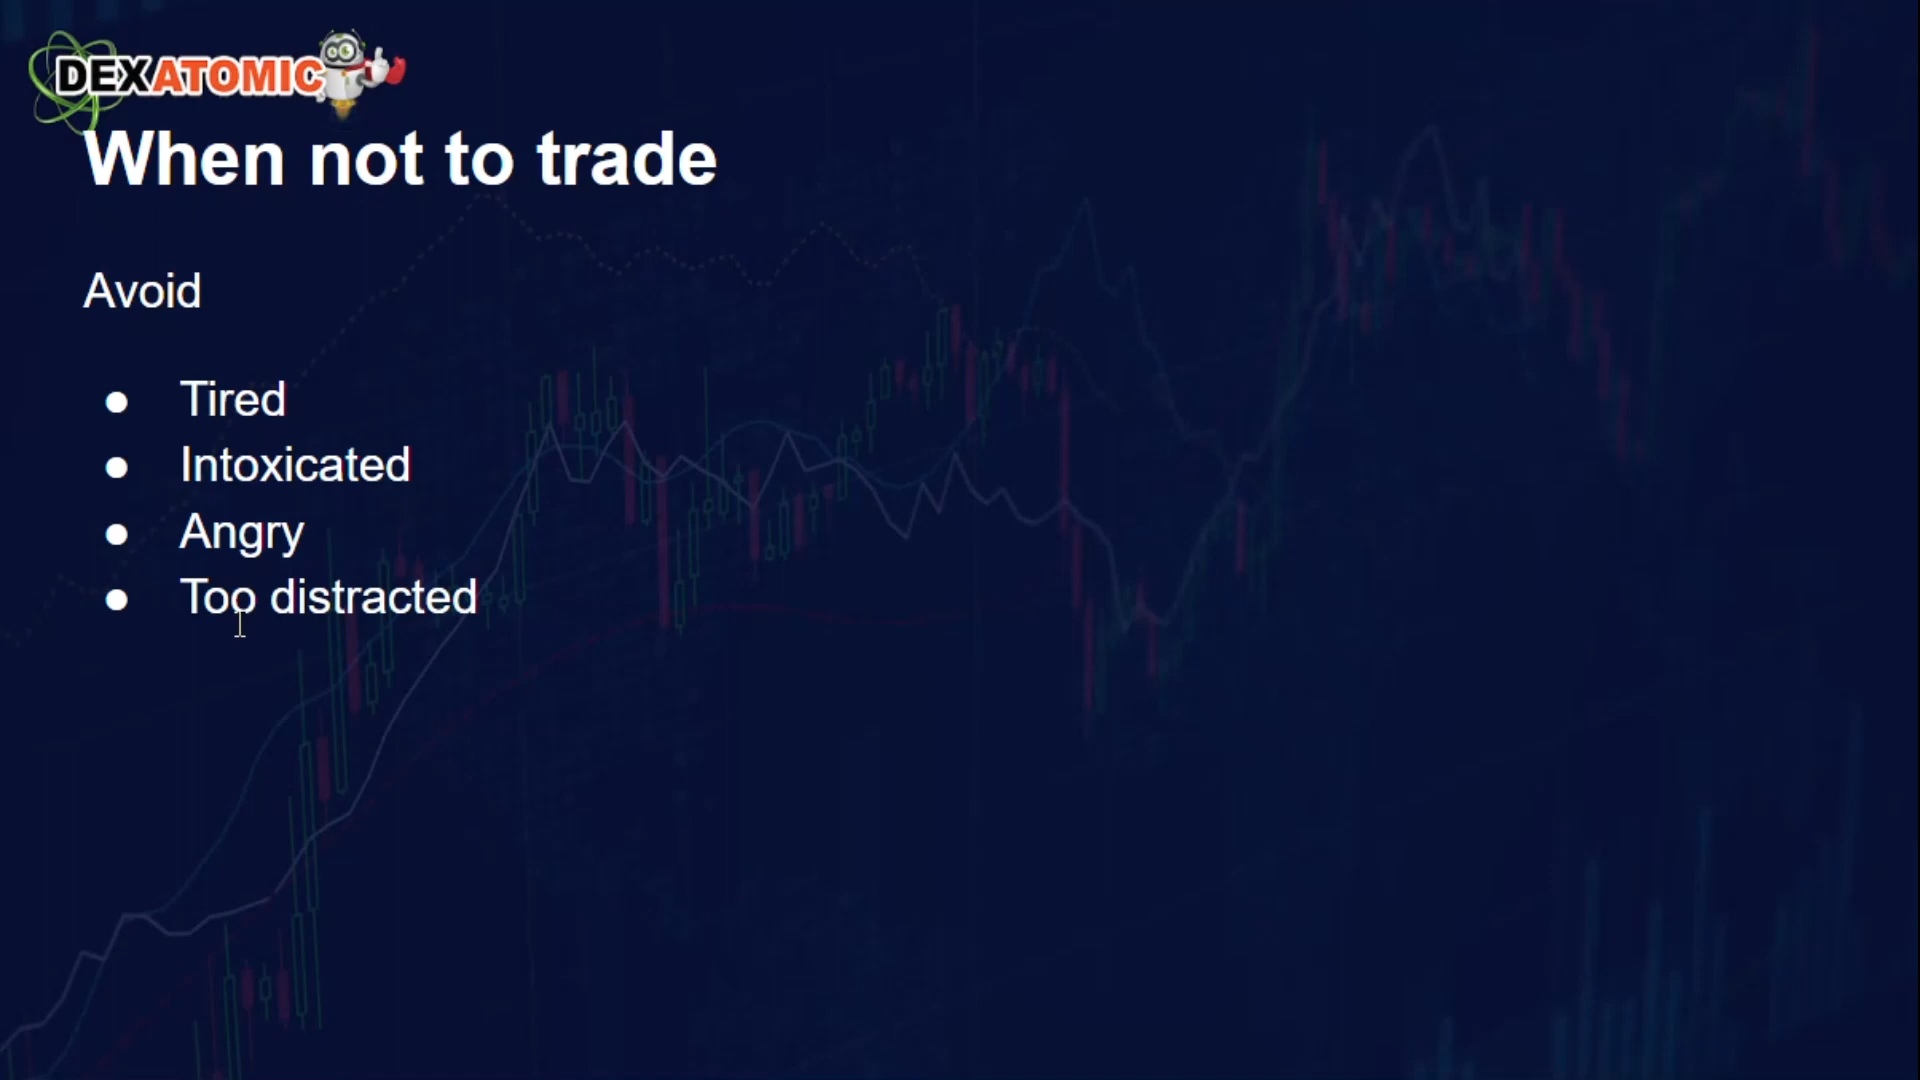 DEXATOMIC
When not to trade
Avoid
● Tired
● Intoxicated
● Angry
● Too distracted